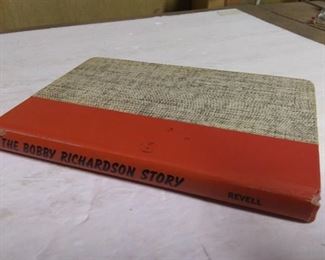 THE BOBBY RICHARDSON STORY
REVELL